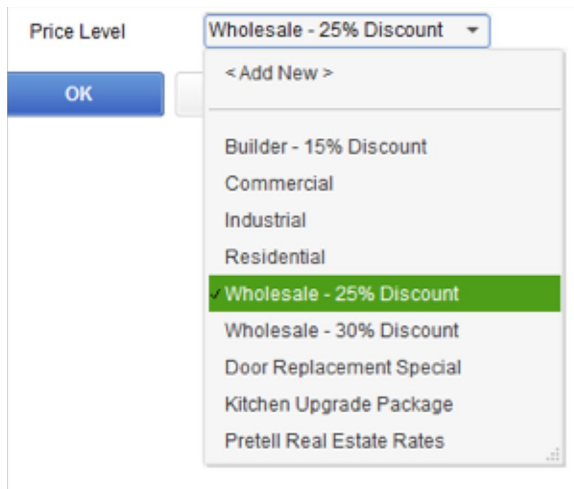 Price Level
Wholesale - 25% Discount
OK
< Add New >
Builder - 15% Discount
Commercial
Industrial
Residential
✓ Wholesale - 25% Discount
Wholesale - 30% Discount
Door Replacement Special
Kitchen Upgrade Package
Pretell Real Estate Rates